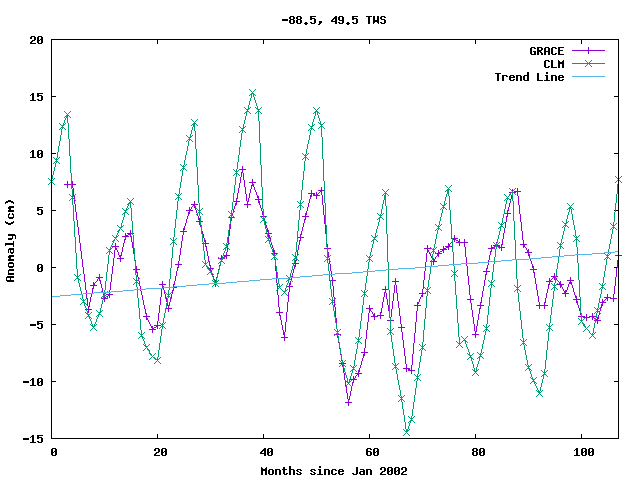 -88.5, 49.5 TWS
GRACE
CLM
Trend Line
20
15
10
5
0
-5
-10
-15
Anomaly (cm)
0 20 40 60 80 100
Months since Jan 2002